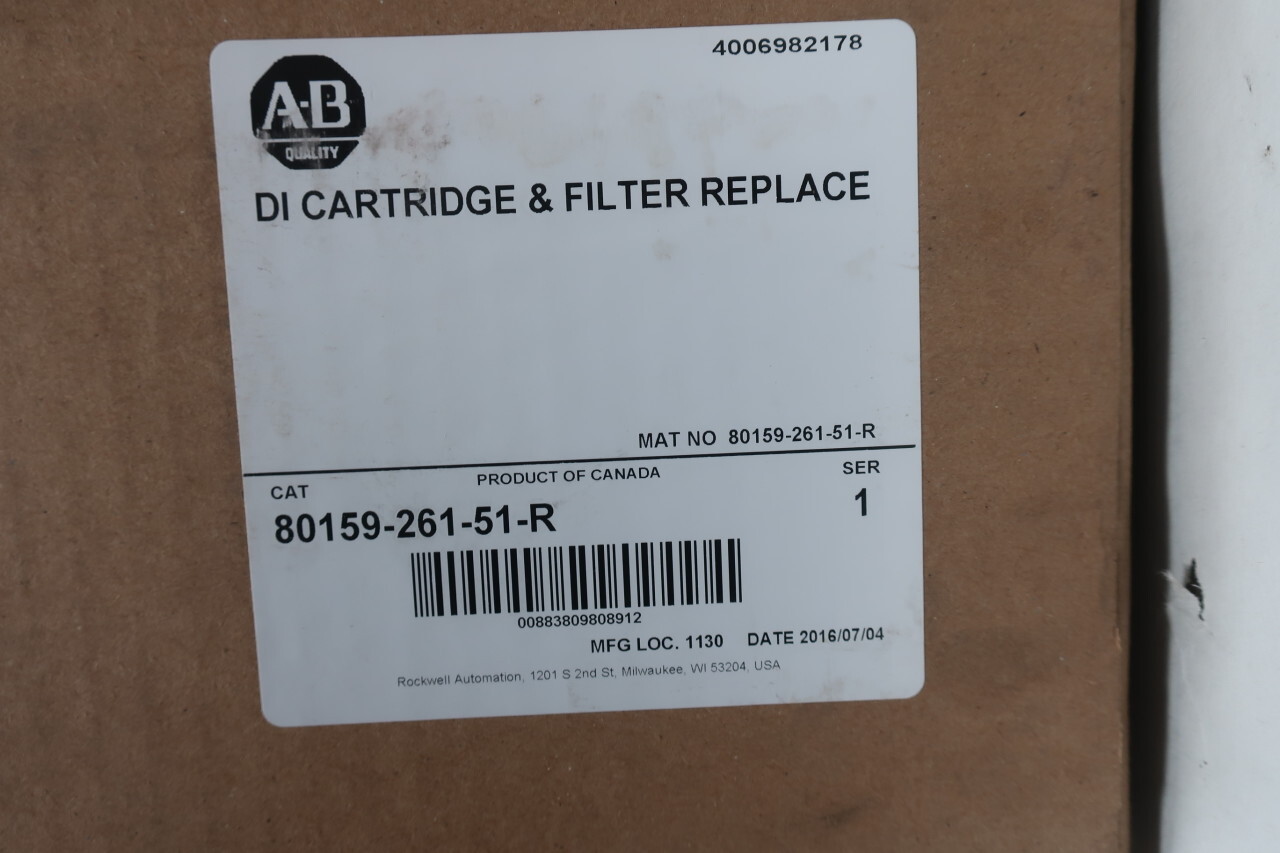 4006982178
A-B
QUALITY
DI CARTRIDGE & FILTER REPLACE
MAT NO 80159-261-51-R
PRODUCT OF CANADA
CAT
SER
80159-261-51-R
1
00883809808912
MFG LOC. 1130 DATE 2016/07/04
Rockwell Automation, 1201 S 2nd St, Milwaukee, WI 53204, USA